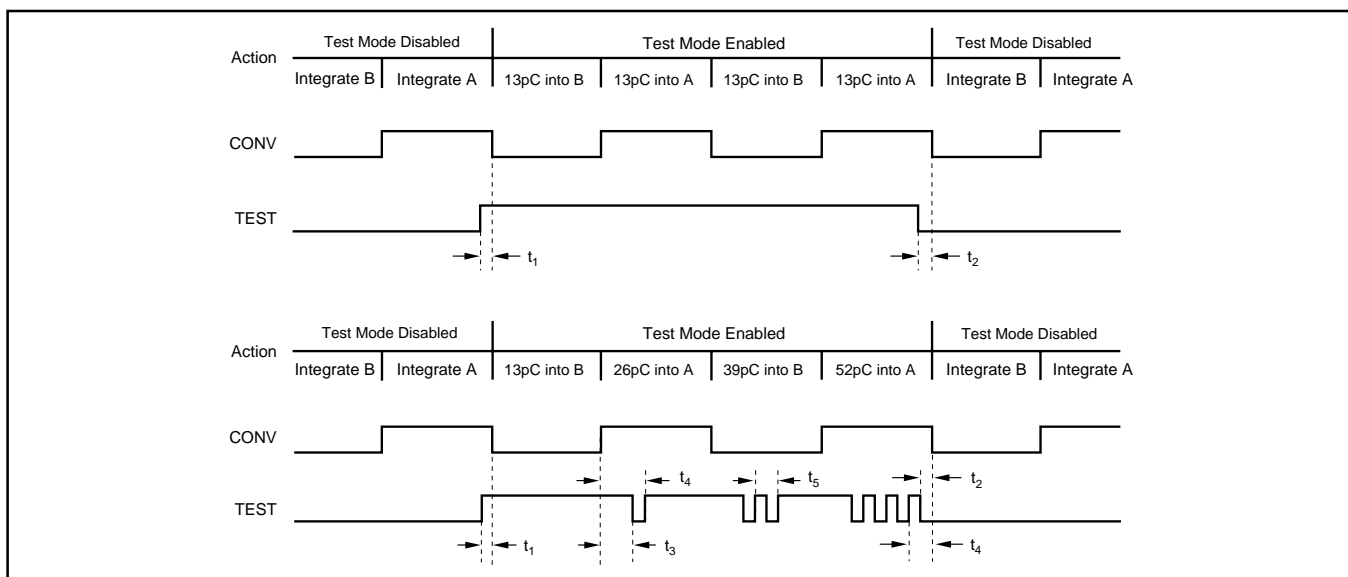 Test Mode Disabled Test Mode Enabled Test Mode Disabled
Action
Integrate B Integrate A 13pC into B 13pC into A 13pC into B 13pC into A Integrate B Integrate A
CONV
TEST
t1 t2
Test Mode Disabled Test Mode Enabled Test Mode Disabled
Action
Integrate B Integrate A 13pC into B 26pC into A 39pC into B 52pC into A Integrate B Integrate A
CONV
t4 t5 t2
TEST
t1 t3 t4